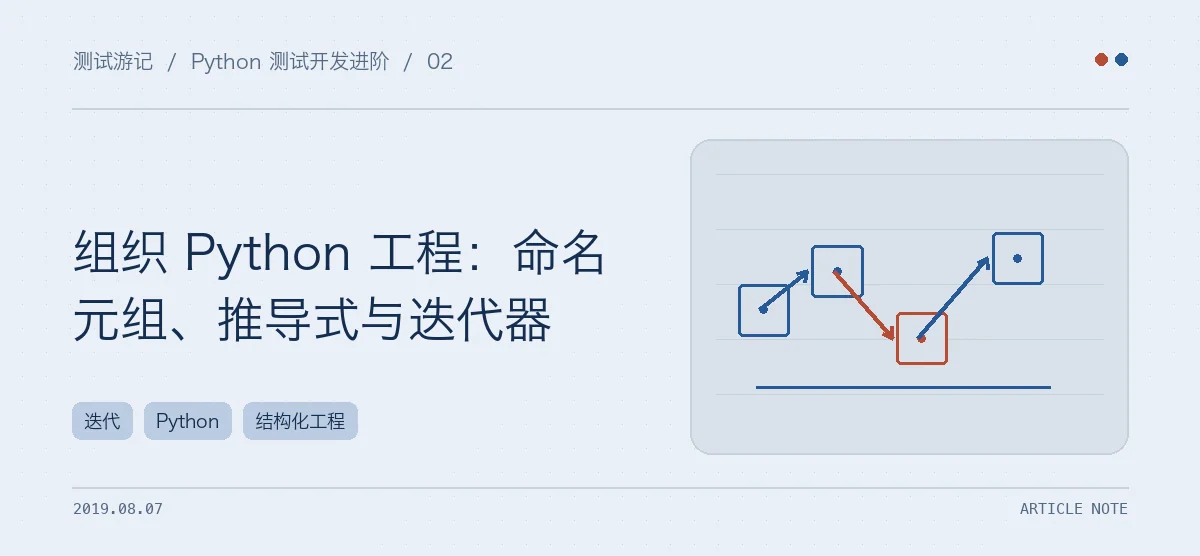 测试游记 / Python 测试开发进阶 / 02
组织 Python 工程：命名
元组、推导式与迭代器
迭代 Python 结构化工程
2019.08.07 ARTICLE NOTE